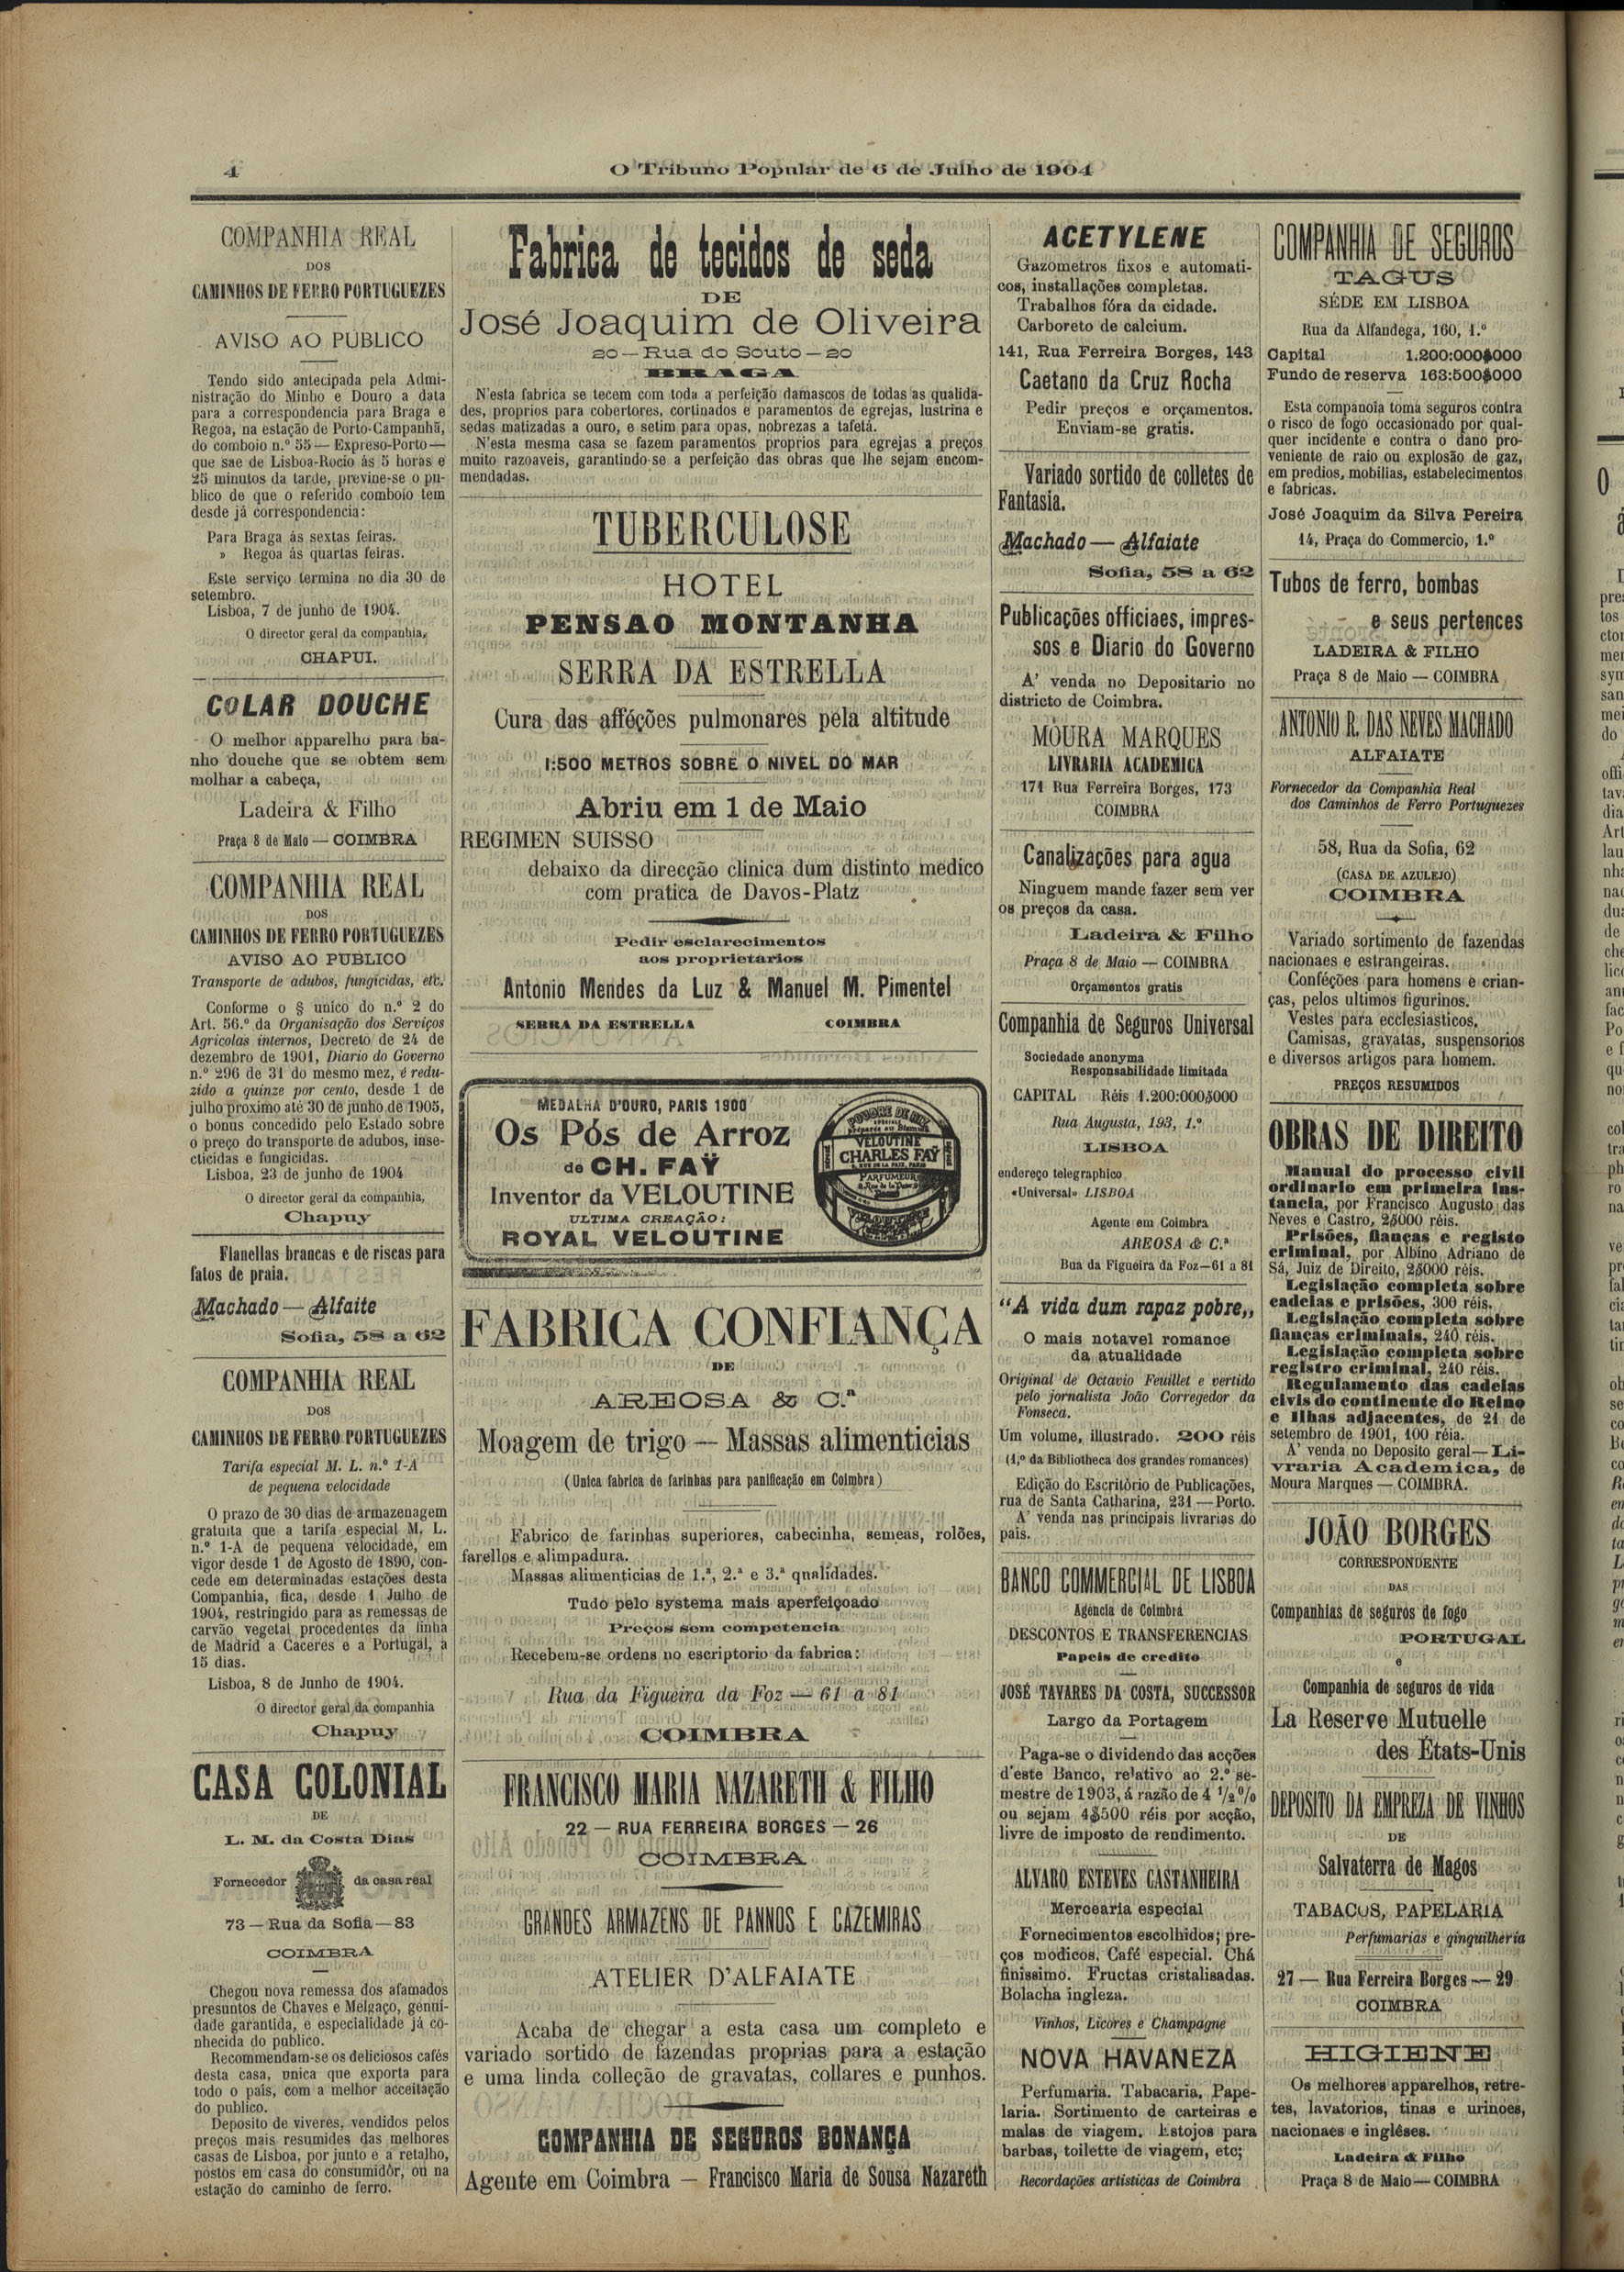 4
O Tribuno Popular de 6 de Julho de 1904
COMPANHIA REAL
DOS
CAMINHOS DE FERRO PORTUGUEZES
AVISO AO PUBLICO
Tendo sido antecipada pela Admi-
nistração do Minho e Douro a data
para a correspondencia para Braga e
Regoa, na estação de Porto-Campanhã,
do comboio n.º 55 — Expreso-Porto —
que sae de Lisboa-Rocio ás 5 horas e
25 minutos da tarde, previne-se o pu-
blico de que o referido comboio tem
desde já correspondencia:
Para Braga ás sextas feiras.
» Regoa ás quartas feiras.
Este serviço termina no dia 30 de
setembro.
Lisboa, 7 de junho de 1904.
O director geral da companhia,
CHAPUI.
COLAR DOUCHE
O melhor apparelho para ba-
nho douche que se obtem sem
molhar a cabeça,
Ladeira & Filho
Praça 8 de Maio — COIMBRA
COMPANHIA REAL
DOS
CAMINHOS DE FERRO PORTUGUEZES
AVISO AO PUBLICO
Transporte de adubos, fungicidas, etc.
Conforme o § unico do n.º 2 do
Art. 56.º da Organisação dos Serviços
Agricolas internos, Decreto de 24 de
dezembro de 1901, Diario do Governo
n.º 296 de 31 do mesmo mez, é redu-
zido a quinze por cento, desde 1 de
julho proximo até 30 de junho de 1905,
o bonus concedido pelo Estado sobre
o preço do transporte de adubos, inse-
cticidas e fungicidas.
Lisboa, 23 de junho de 1904
O director geral da companhia,
Chapuy
Flanellas brancas e de riscas para
fatos de praia.
Machado — Alfaite
Sofia, 58 a 62
COMPANHIA REAL
DOS
CAMINHOS DE FERRO PORTUGUEZES
Tarifa especial M. L. n.º 1-A
de pequena velocidade
O prazo de 30 dias de armazenagem
gratuita que a tarifa especial M. L.
n.º 1-A de pequena velocidade, em
vigor desde 1 de Agosto de 1890, con-
cede em determinadas estações desta
Companhia, fica, desde 1 Julho de
1904, restringido para as remessas de
carvão vegetal procedentes da linha
de Madrid a Caceres e a Portugal, a
15 dias.
Lisboa, 8 de Junho de 1904.
O director geral da companhia
Chapuy
CASA COLONIAL
DE
L. M. da Costa Dias
Fornecedor da casa real
73 — Rua da Sofia — 83
COIMBRA
Chegou nova remessa dos afamados
presuntos de Chaves e Melgaço, genui-
dade garantida, e especialidade já co-
nhecida do publico.
Recommendam-se os deliciosos cafés
desta casa, unica que exporta para
todo o país, com a melhor acceitação
do publico.
Deposito de viveres, vendidos pelos
preços mais resumides das melhores
casas de Lisboa, por junto e a retalho,
postos em casa do consumidôr, ou na
estação do caminho de ferro.
Fabrica de tecidos de seda
DE
José Joaquim de Oliveira
20 — Rua do Souto — 20
BRAGA
N'esta fabrica se tecem com toda a perfeição damascos de todas as qualida-
des, proprios para cobertores, cortinados e paramentos de egrejas, lustrina e
sedas matizadas a ouro, e setim para opas, nobrezas a tafetá.
N'esta mesma casa se fazem paramentos proprios para egrejas a preços
muito razoaveis, garantindo-se a perfeição das obras que lhe sejam encom-
mendadas.
TUBERCULOSE
HOTEL
PENSAO MONTANHA
SERRA DA ESTRELLA
Cura das afféções pulmonares pela altitude
1:500 METROS SOBRE O NIVEL DO MAR
Abriu em 1 de Maio
REGIMEN SUISSO
debaixo da direcção clinica dum distinto medico
com pratica de Davos-Platz
Pedir esclarecimentos
aos proprietarios
Antonio Mendes da Luz & Manuel M. Pimentel
SERRA DA ESTRELLA COIMBRA
MEDALHA D'OURO, PARIS 1900
Os Pós de Arroz
de CH. FAŸ
Inventor da VELOUTINE
ULTIMA CREAÇÃO:
ROYAL VELOUTINE
POUDRE DE RIZ
VELOUTINE
CHARLES FAŸ
PARFUMEUR
FABRICA CONFIANÇA
DE
AREOSA & C.ª
Moagem de trigo — Massas alimenticias
(Unica fabrica de farinhas para panificação em Coimbra)
Fabrico de farinhas superiores, cabecinha, semeas, rolões,
farellos e alimpadura.
Massas alimenticias de 1.ª, 2.ª e 3.ª qnalidades.
Tudo pelo systema mais aperfeiçoado
Preços sem competencia
Recebem-se ordens no escriptorio da fabrica:
Rua da Figueira da Foz — 61 a 81
COIMBRA
FRANCISCO MARIA NAZARETH & FILHO
22 — RUA FERREIRA BORGES — 26
COIMBRA
GRANDES ARMAZENS DE PANNOS E CAZEMIRAS
ATELIER D'ALFAIATE
Acaba de chegar a esta casa um completo e
variado sortido de fazendas proprias para a estação
e uma linda colleção de gravatas, collares e punhos.
COMPANHIA DE SEGUROS BONANÇA
Agente em Coimbra — Francisco Maria de Sousa Nazareth
ACETYLENE
Gazometros fixos e automati-
cos, installações completas.
Trabalhos fóra da cidade.
Carboreto de calcium.
141, Rua Ferreira Borges, 143
Caetano da Cruz Rocha
Pedir preços e orçamentos.
Enviam-se gratis.
Variado sortido de colletes de
Fantasia.
Machado — Alfaiate
Sofia, 58 a 62
Publicações officiaes, impres-
sos e Diario do Governo
A' venda no Depositario no
districto de Coimbra.
MOURA MARQUES
LIVRARIA ACADEMICA
171 Rua Ferreira Borges, 173
COIMBRA
Canalizações para agua
Ninguem mande fazer sem ver
os preços da casa.
Ladeira & Filho
Praça 8 de Maio — COIMBRA
Orçamentos gratis
Companhia de Seguros Universal
Sociedade anonyma
Responsabilidade limitada
CAPITAL Réis 1.200:000$000
Rua Augusta, 193, 1.º
LISBOA
endereço telegraphico
«Universal» LISBOA
Agente em Coimbra
AREOSA & C.ª
Bua da Figueira da Foz—61 a 81
“A vida dum rapaz pobre,,
O mais notavel romance
da atualidade
Original de Octavio Feuillet e vertido
pelo jornalista João Corregedor da
Fonseca.
Um volume, illustrado. 200 réis
(1,º da Bibliotheca dos grandes romances)
Edição do Escritório de Publicações,
rua de Santa Catharina, 231 — Porto.
A' venda nas principais livrarias do
pais.
BANCO COMMERCIAL DE LISBOA
Agencia de Coimbra
DESCONTOS E TRANSFERENCIAS
Papeis de credito
JOSÉ TAVARES DA COSTA, SUCCESSOR
Largo da Portagem
Paga-se o dividendo das acções
d'este Banco, relativo ao 2.º se-
mestre de 1903, á razão de 4 1/2 %
ou sejam 4$500 réis por acção,
livre de imposto de rendimento.
ALVARO ESTEVES CASTANHEIRA
Mercearia especial
Fornecimentos escolhidos; pre-
ços modicos. Café especial. Chá
finissimo. Fructas cristalisadas.
Bolacha ingleza.
Vinhos, Licores e Champagne
NOVA HAVANEZA
Perfumaria. Tabacaria. Pape-
laria. Sortimento de carteiras e
malas de viagem. Estojos para
barbas, toilette de viagem, etc;
Recordações artisticas de Coimbra
COMPANHIA DE SEGUROS
TAGUS
SÉDE EM LISBOA
Rua da Alfandega, 160, 1.º
Capital 1.200:000$000
Fundo de reserva 163:500$000
Esta companoia toma seguros contra
o risco de fogo occasionado por qual-
quer incidente e contra o dano pro-
veniente de raio ou explosão de gaz,
em predios, mobilias, estabelecimentos
e fabricas.
José Joaquim da Silva Pereira
14, Praça do Commercio, 1.º
Tubos de ferro, bombas
e seus pertences
LADEIRA & FILHO
Praça 8 de Maio — COIMBRA
ANTONIO R. DAS NEVES MACHADO
ALFAIATE
Fornecedor da Companhia Real
dos Caminhos de Ferro Portuguezes
58, Rua da Sofia, 62
(CASA DE AZULEJO)
COIMBRA
Variado sortimento de fazendas
nacionaes e estrangeiras.
Conféções para homens e crian-
ças, pelos ultimos figurinos.
Vestes para ecclesiasticos.
Camisas, gravatas, suspensorios
e diversos artigos para homem.
PREÇOS RESUMIDOS
OBRAS DE DIREITO
Manual do processo civil
ordinario em primeira ins-
tancia, por Francisco Augusto das
Neves e Castro, 2$000 réis.
Prisões, fianças e registo
criminal, por Albino Adriano de
Sá, Juiz de Direito, 2$000 réis.
Legislação completa sobre
cadeias e prisões, 300 réis.
Legislação completa sobre
fianças criminais, 240 réis.
Legislação completa sobre
registro criminal, 240 réis.
Regulamento das cadeias
civis do continente do Reino
e Ilhas adjacentes, de 21 de
setembro de 1901, 100 réia.
A' venda no Deposito geral — Li-
vraria Academica, de
Moura Marques — COIMBRA.
JOÃO BORGES
CORRESPONDENTE
DAS
Companhias de seguros de fogo
PORTUGAL
e
Companhia de seguros de vida
La Reserve Mutuelle
des États-Unis
DEPOSITO DA EMPREZA DE VINHOS
DE
Salvaterra de Magos
TABACOS, PAPELARIA
Perfumarias e qinquilheria
27 — Rua Ferreira Borges — 29
COIMBRA
HIGIENE
Os melhores apparelhos, retre-
tes, lavatorios, tinas e urinoes,
nacionaes e inglêses.
Ladeira & Filho
Praça 8 de Maio — COIMBRA